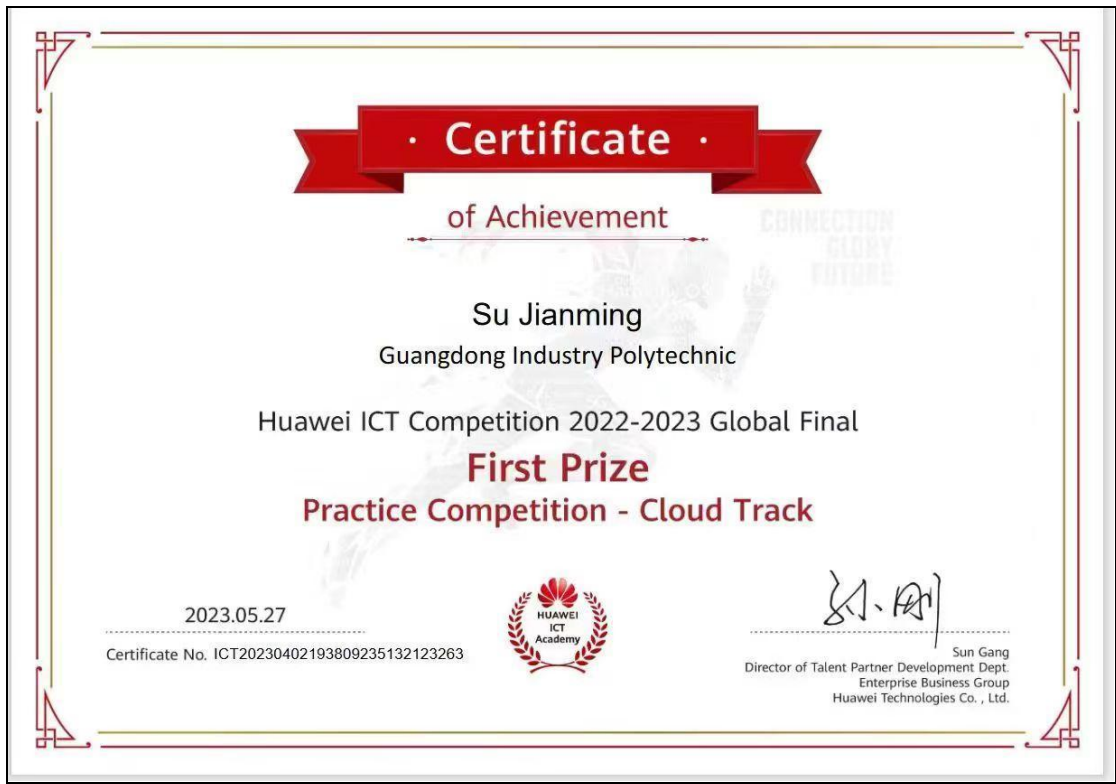 · Certificate ·
of Achievement
CONNECTION
GLORY
FUTURE
Su Jianming
Guangdong Industry Polytechnic
Huawei ICT Competition 2022-2023 Global Final
First Prize
Practice Competition - Cloud Track
2023.05.27
Certificate No. ICT20230402193809235132123263
HUAWEI
ICT
Academy
孙刚
Sun Gang
Director of Talent Partner Development Dept.
Enterprise Business Group
Huawei Technologies Co. , Ltd.